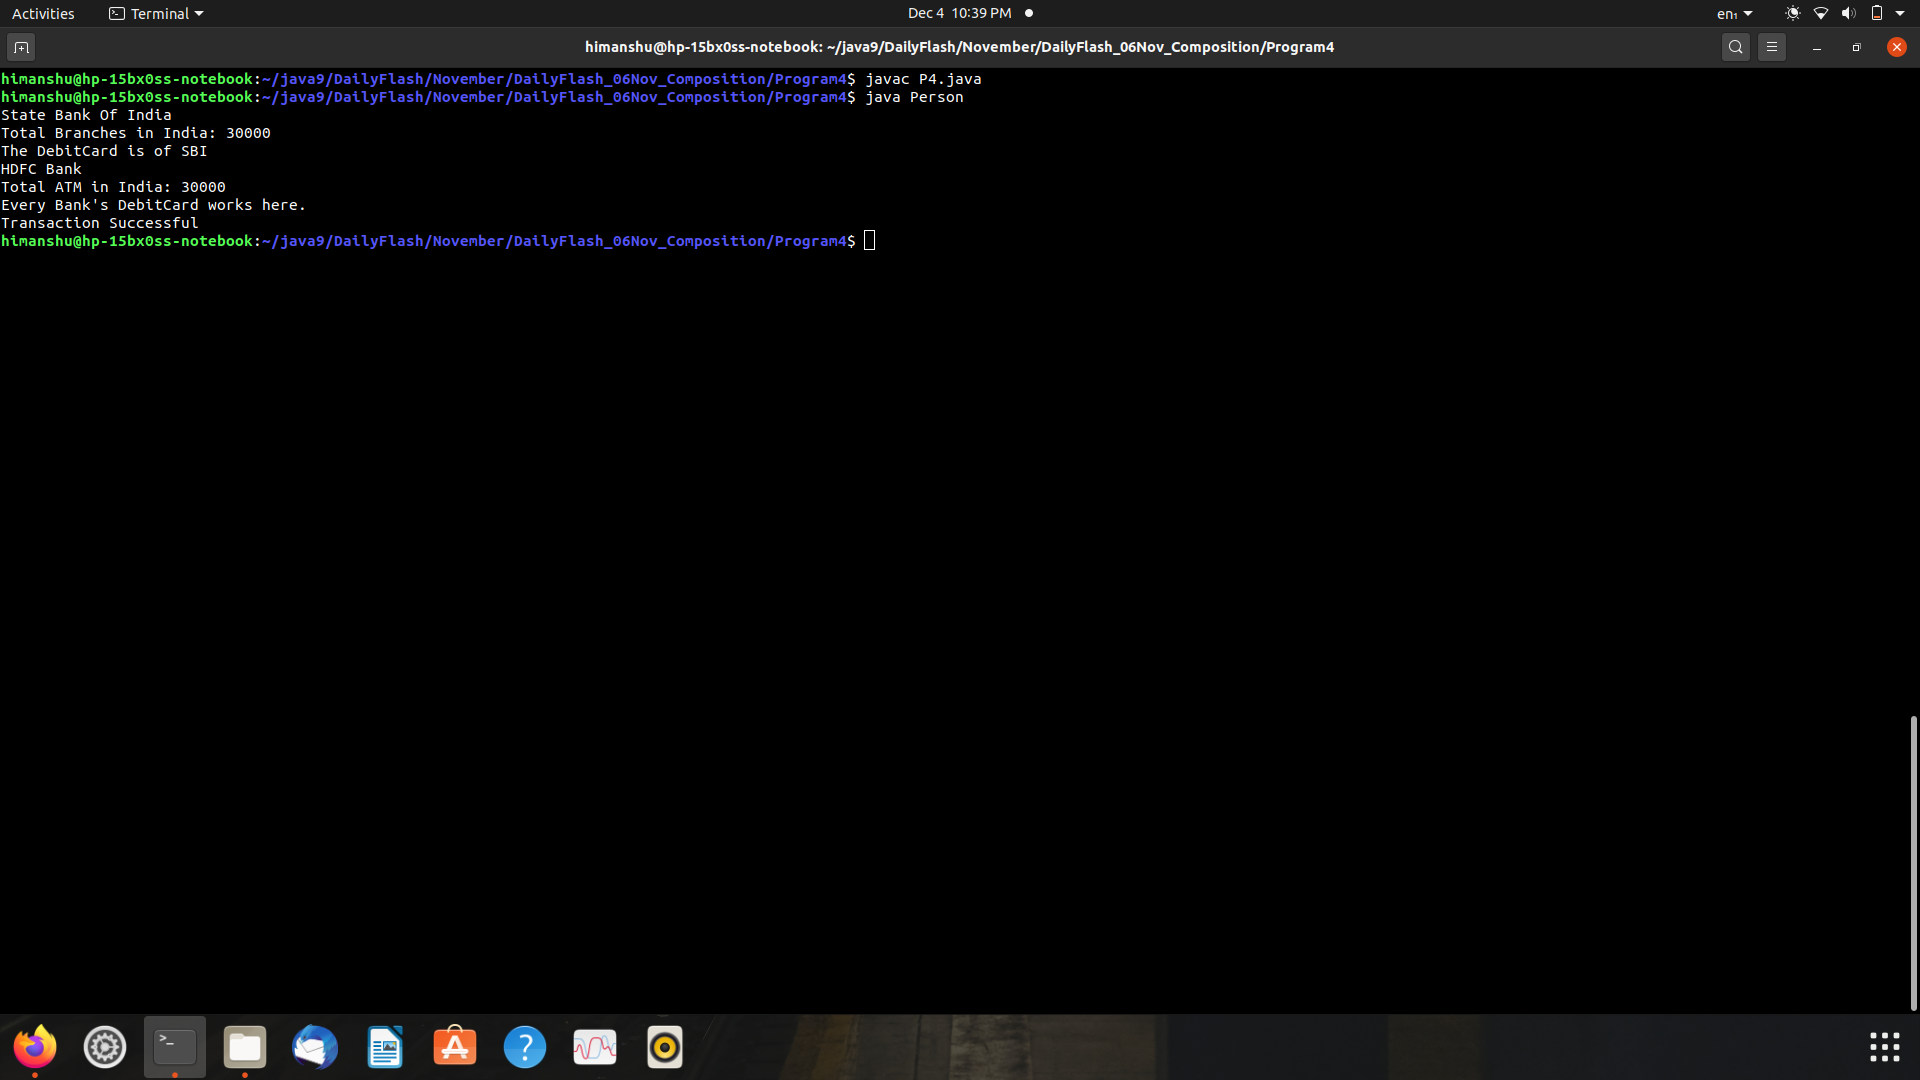 Activities
Terminal
Dec 4 10:39 PM
en₁
himanshu@hp-15bx0ss-notebook: ~/java9/DailyFlash/November/DailyFlash_06Nov_Composition/Program4
himanshu@hp-15bx0ss-notebook:~/java9/DailyFlash/November/DailyFlash_06Nov_Composition/Program4$ javac P4.java
himanshu@hp-15bx0ss-notebook:~/java9/DailyFlash/November/DailyFlash_06Nov_Composition/Program4$ java Person
State Bank Of India
Total Branches in India: 30000
The DebitCard is of SBI
HDFC Bank
Total ATM in India: 30000
Every Bank's DebitCard works here.
Transaction Successful
himanshu@hp-15bx0ss-notebook:~/java9/DailyFlash/November/DailyFlash_06Nov_Composition/Program4$